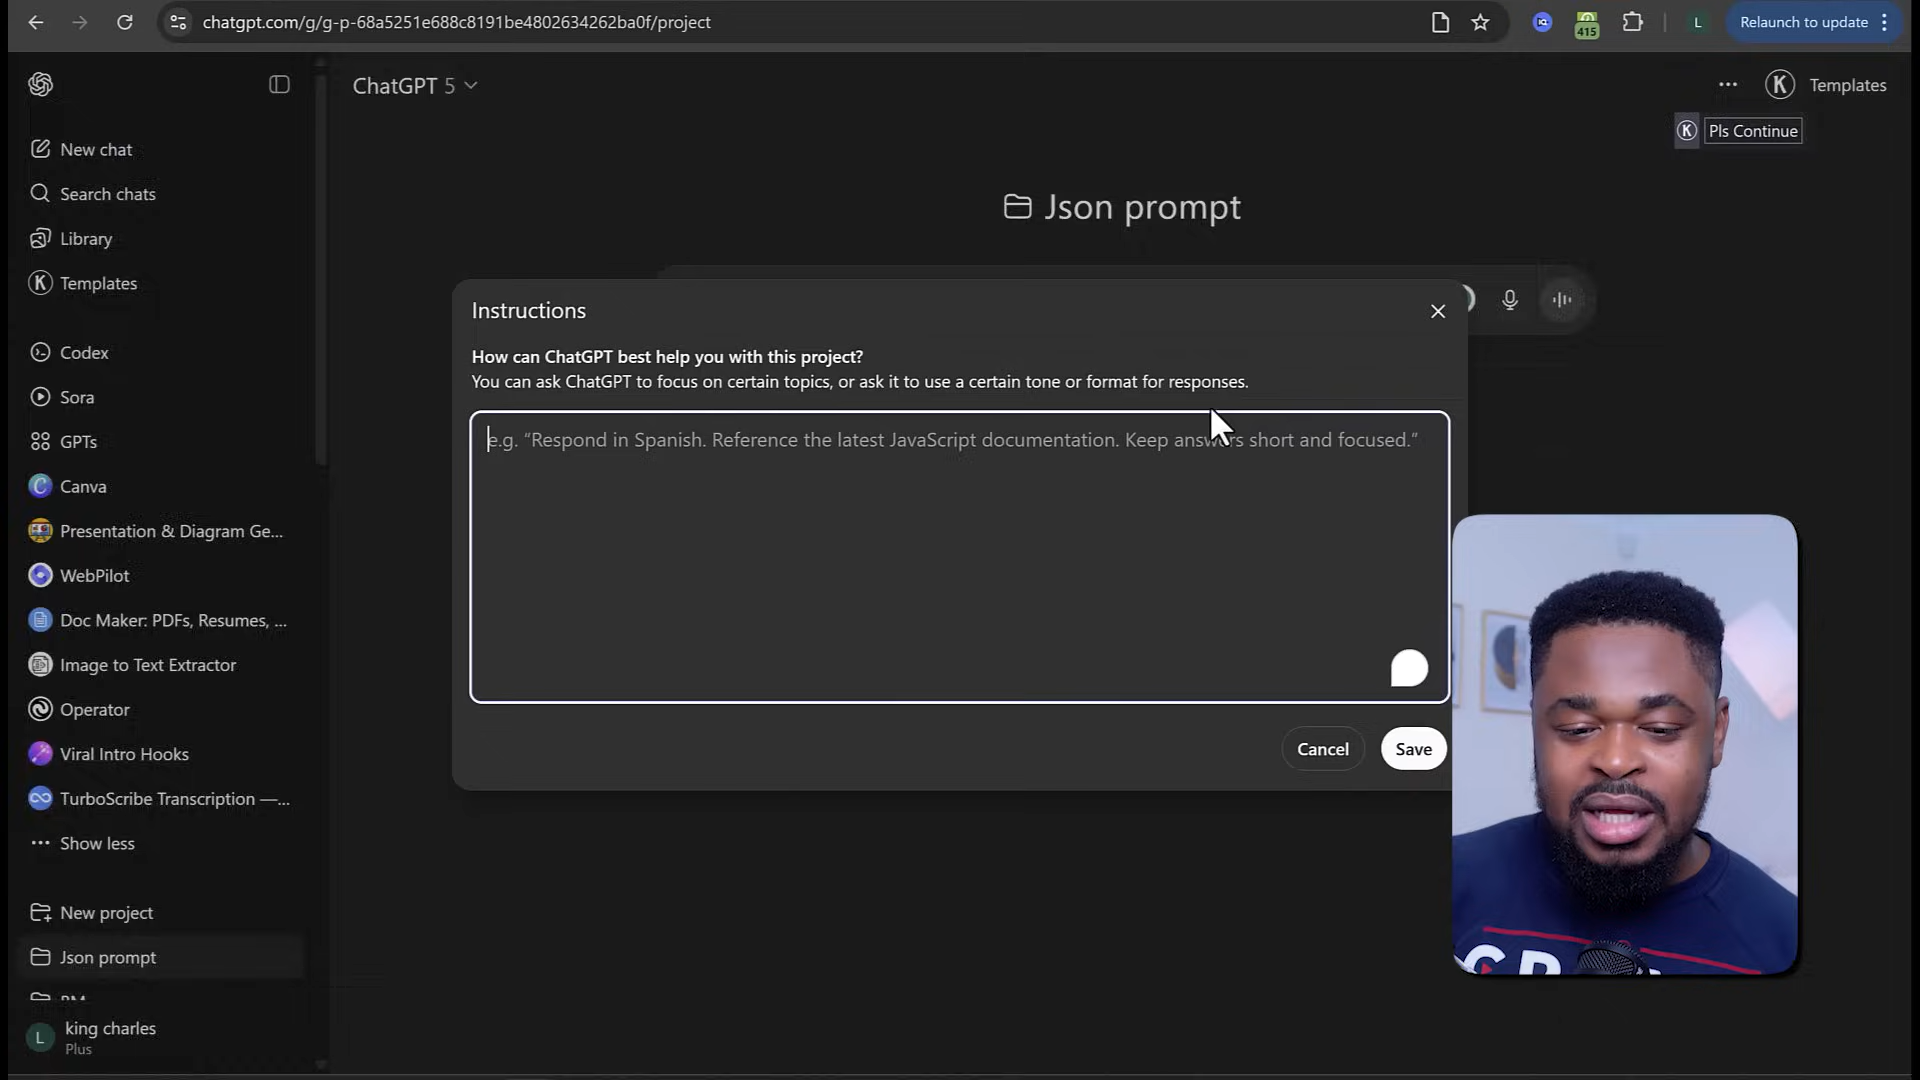 chatgpt.com/g/g-p-68a5251e688c8191be4802634262ba0f/project
415
L
Relaunch to update
ChatGPT 5
K Templates
K Pls Continue
New chat
Search chats
Library
K Templates
Codex
Sora
GPTs
Canva
Presentation & Diagram Ge...
WebPilot
Doc Maker: PDFs, Resumes, ...
Image to Text Extractor
Operator
Viral Intro Hooks
TurboScribe Transcription —...
Show less
New project
Json prompt
L king charles
Plus
Json prompt
Instructions
How can ChatGPT best help you with this project?
You can ask ChatGPT to focus on certain topics, or ask it to use a certain tone or format for responses.
e.g. “Respond in Spanish. Reference the latest JavaScript documentation. Keep answers short and focused.”
Cancel
Save